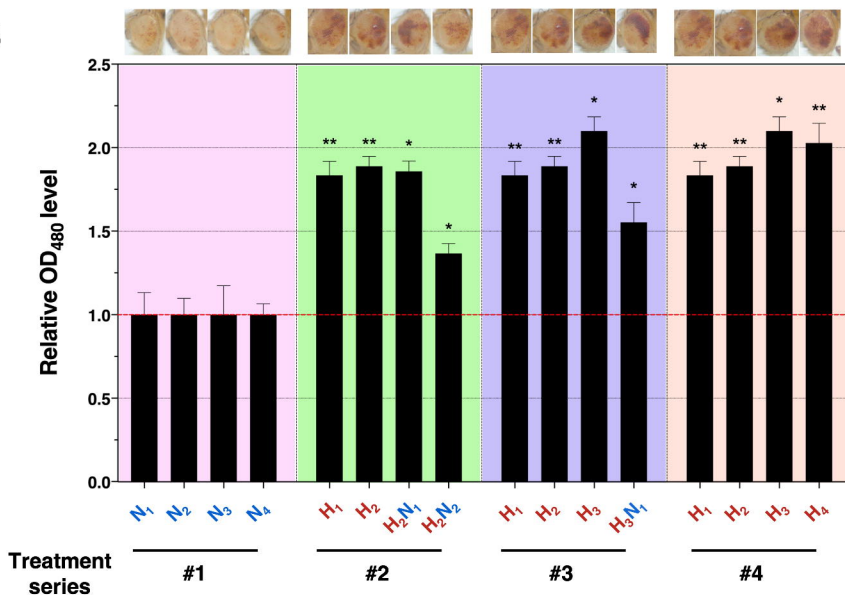 2.5
2.0
1.5
1.0
0.5
0.0
Relative OD480 level
** ** * *
** ** * *
** ** * **
N1 N2 N3 N4 H1 H2 H2N1 H2N2 H1 H2 H3 H3N1 H1 H2 H3 H4
Treatment
series
#1 #2 #3 #4